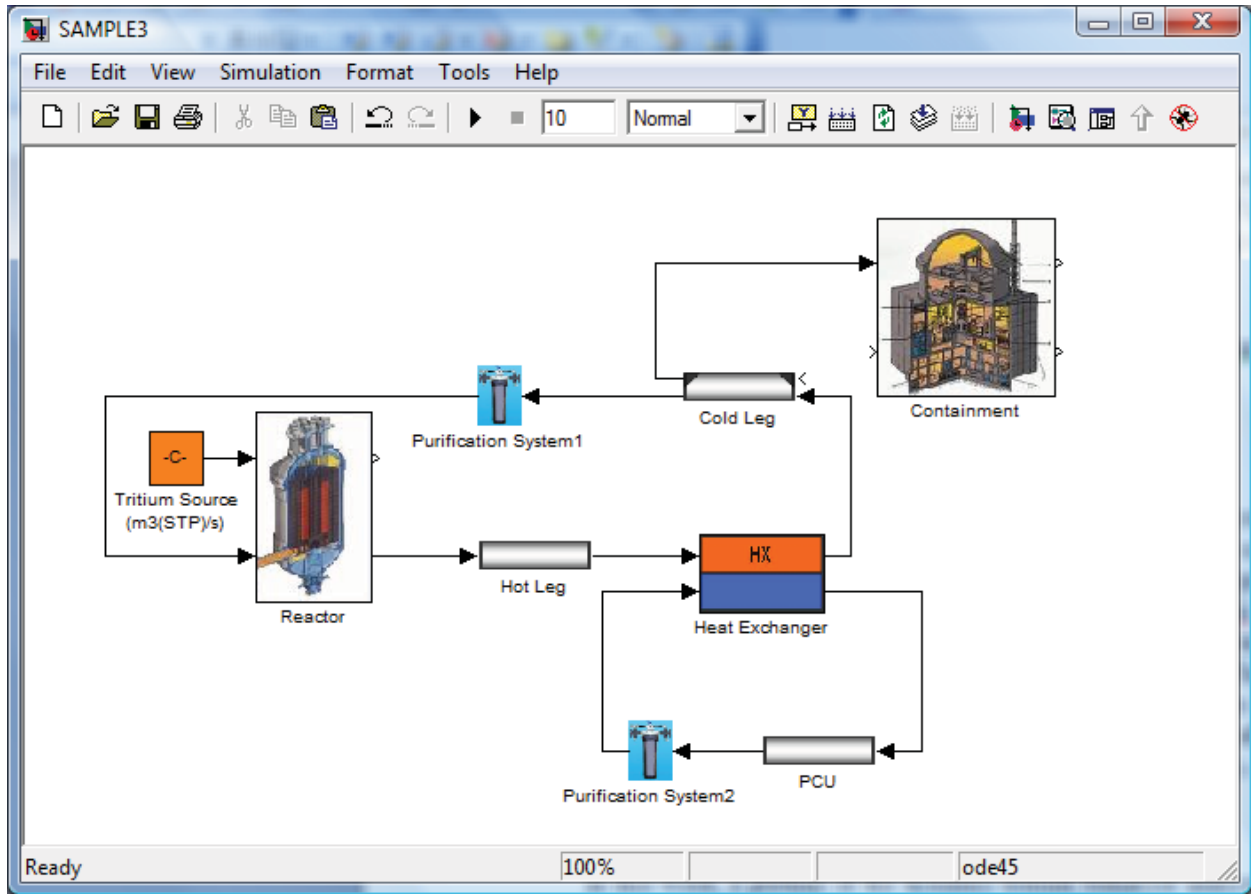 SAMPLE3
File Edit View Simulation Format Tools Help
10 Normal
Containment
Cold Leg
Purification System1
-C-
Tritium Source
(m3(STP)/s)
Reactor
Hot Leg
HX
Heat Exchanger
PCU
Purification System2
Ready 100% ode45